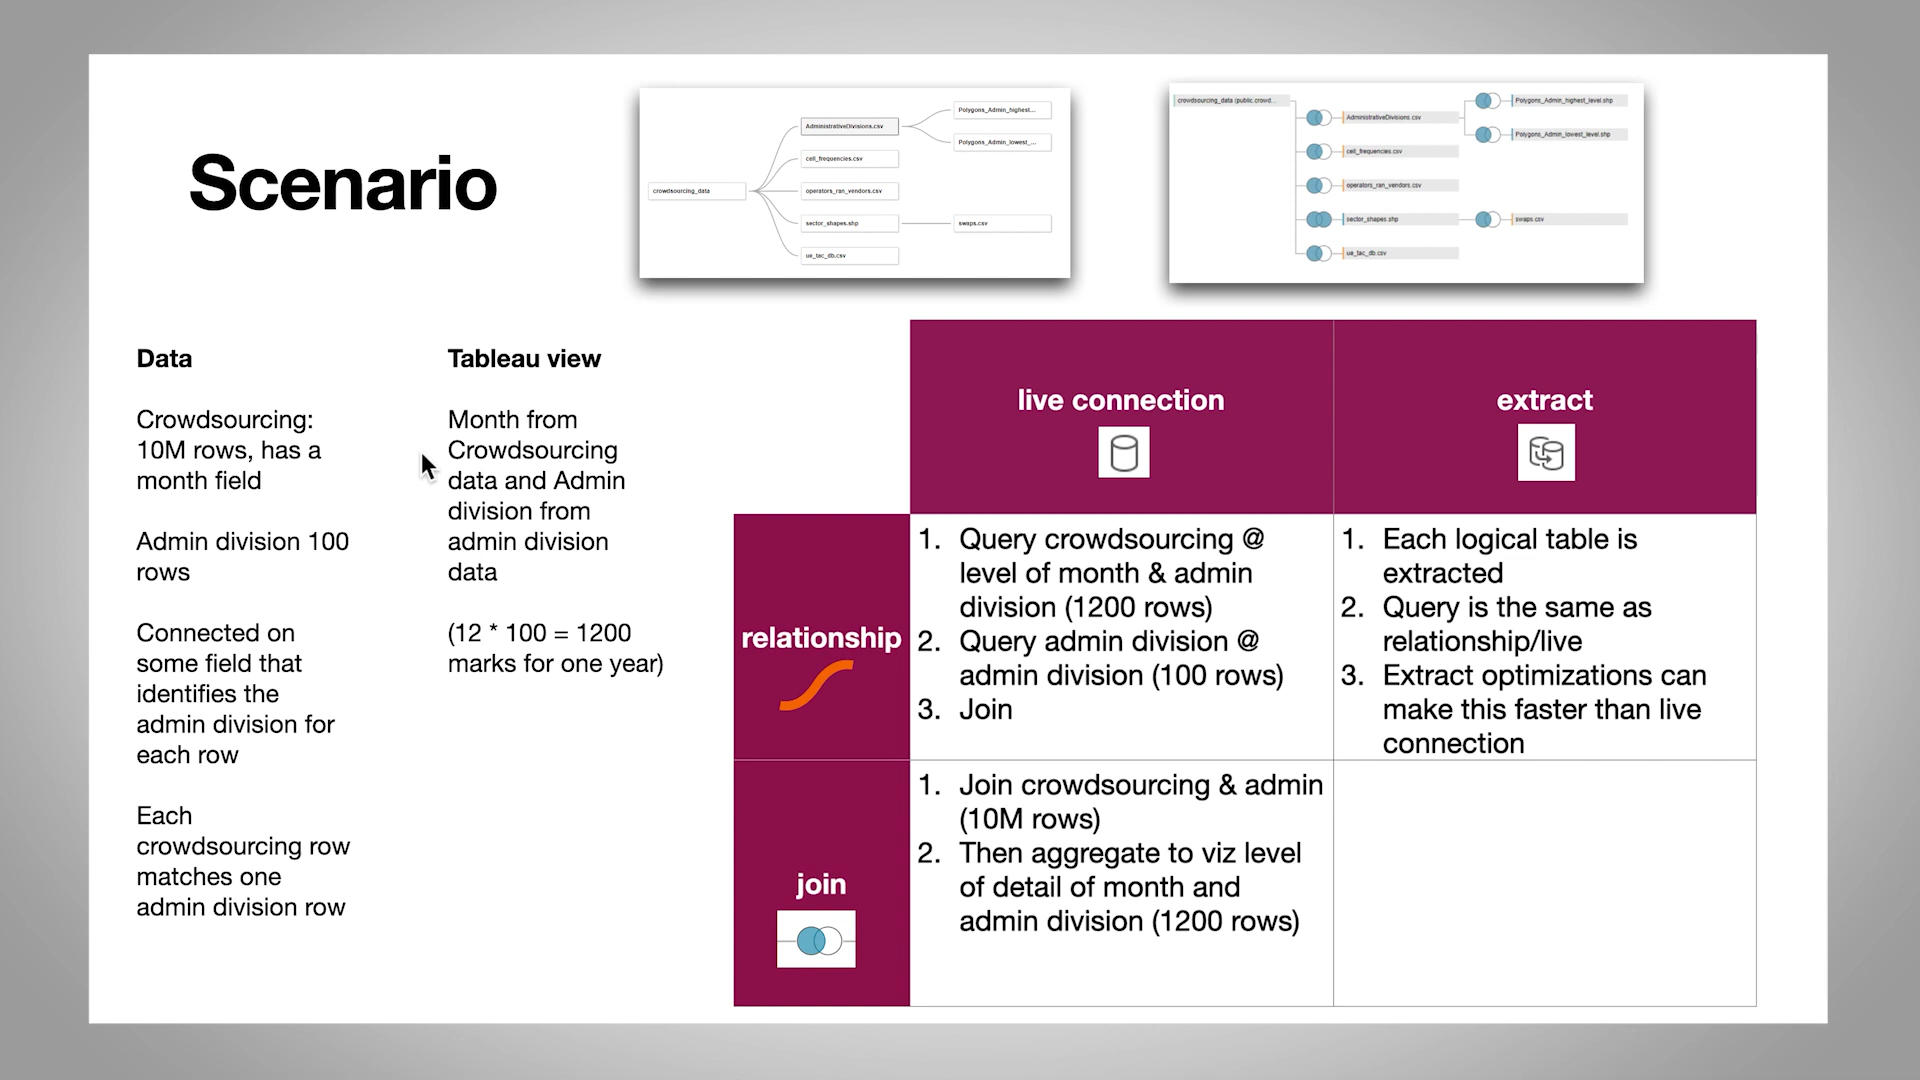 Scenario
crowdsourcing_data
AdministrativeDivisions.csv
cell_frequencies.csv
operators_ran_vendors.csv
sector_shapes.shp
ue_tac_db.csv
Polygons_Admin_highest...
Polygons_Admin_lowest_...
swaps.csv
crowdsourcing_data (public.crowd...
AdministrativeDivisions.csv
cell_frequencies.csv
operators_ran_vendors.csv
sector_shapes.shp
ue_tac_db.csv
Polygons_Admin_highest_level.shp
Polygons_Admin_lowest_level.shp
swaps.csv
Data
Crowdsourcing:
10M rows, has a
month field
Admin division 100
rows
Connected on
some field that
identifies the
admin division for
each row
Each
crowdsourcing row
matches one
admin division row
Tableau view
Month from
Crowdsourcing
data and Admin
division from
admin division
data
(12 * 100 = 1200
marks for one year)
live connection
extract
relationship
1. Query crowdsourcing @
level of month & admin
division (1200 rows)
2. Query admin division @
admin division (100 rows)
3. Join
1. Each logical table is
extracted
2. Query is the same as
relationship/live
3. Extract optimizations can
make this faster than live
connection
join
1. Join crowdsourcing & admin
(10M rows)
2. Then aggregate to viz level
of detail of month and
admin division (1200 rows)